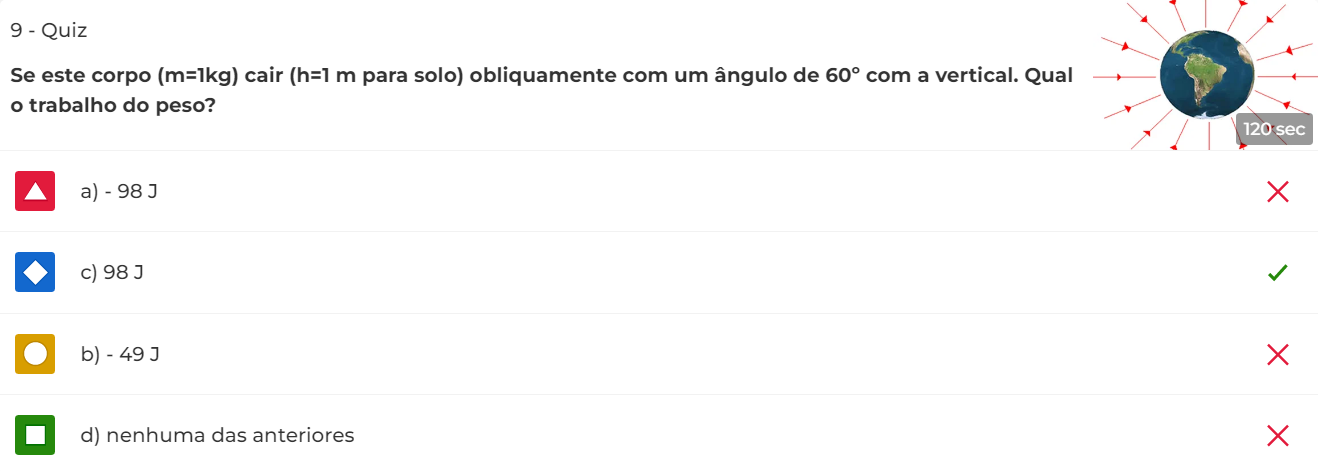 9 - Quiz
Se este corpo (m=1kg) cair (h=1 m para solo) obliquamente com um ângulo de 60º com a vertical. Qual
o trabalho do peso?
120 sec
a) - 98 J
c) 98 J
b) - 49 J
d) nenhuma das anteriores